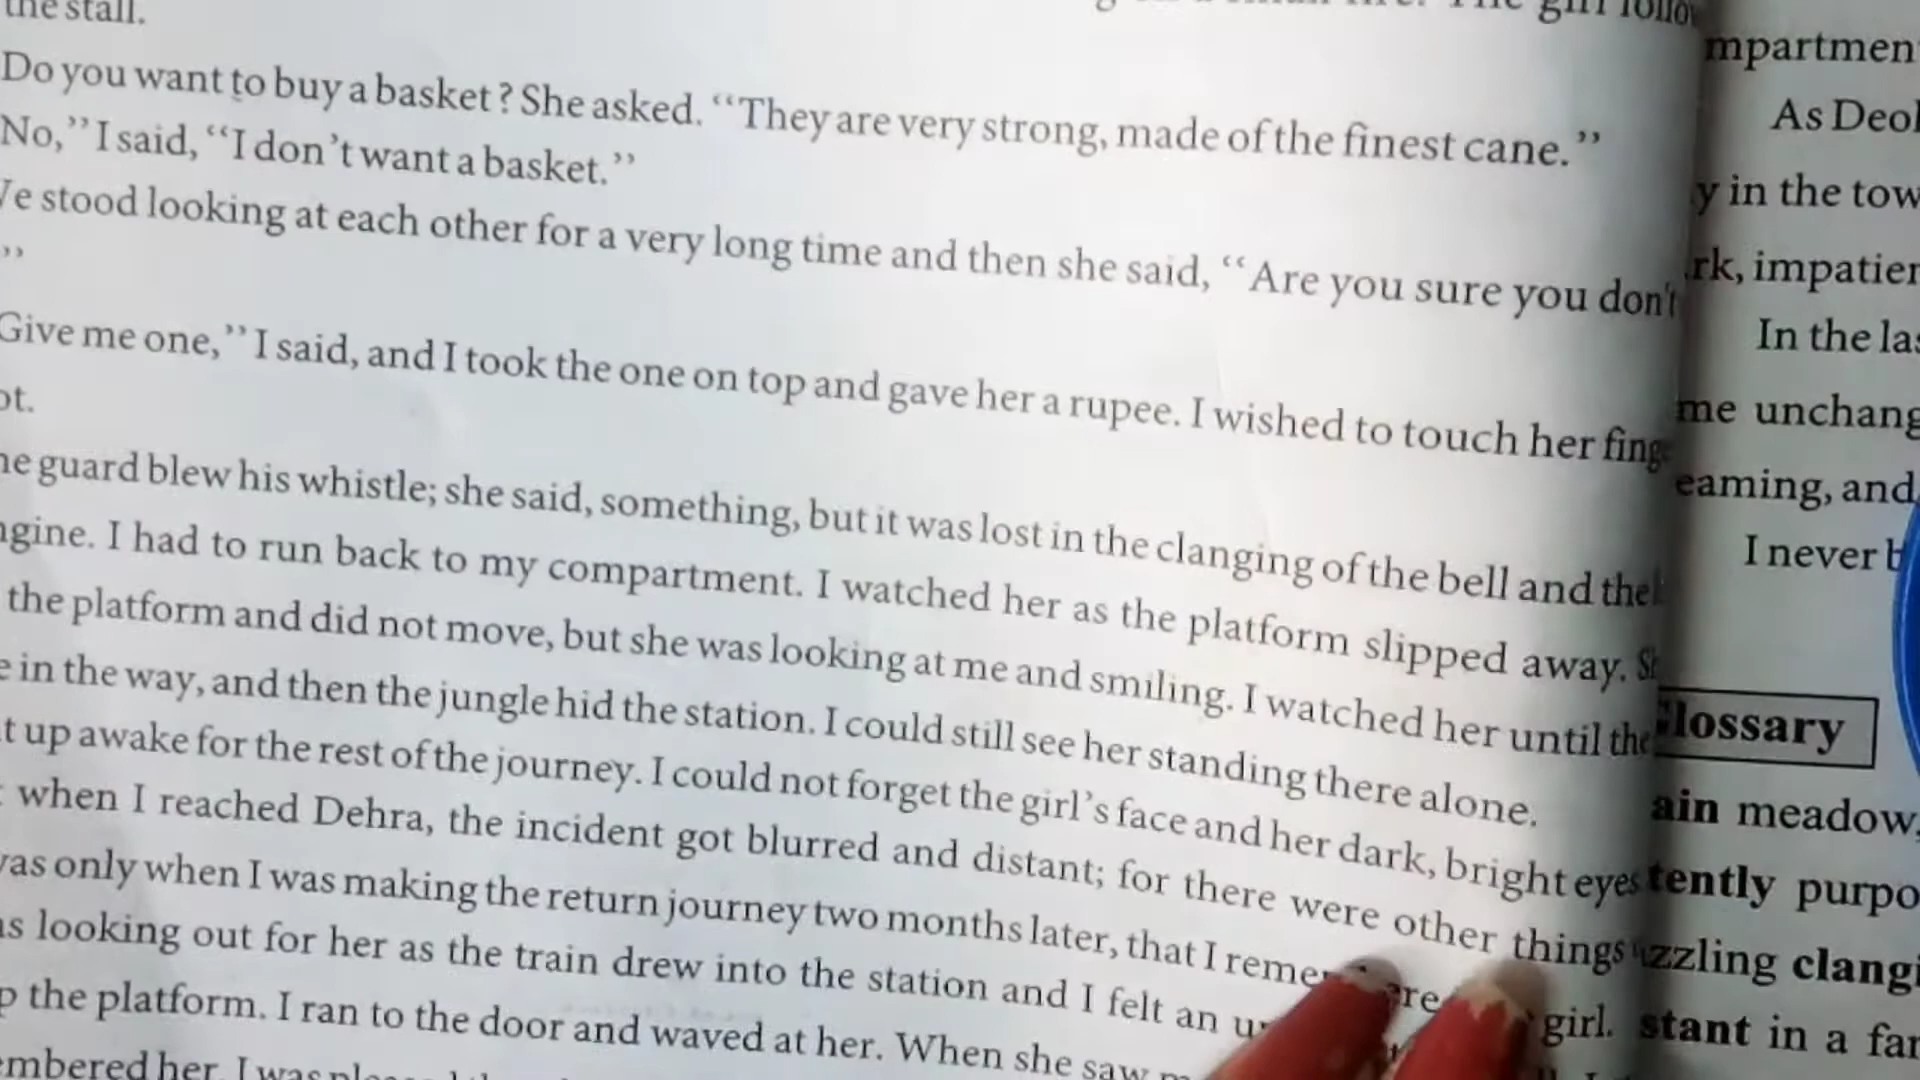 the stall.
Do you want to buy a basket? She asked. “They are very strong, made of the finest cane.”
No,” I said, “I don’t want a basket.”
We stood looking at each other for a very long time and then she said, “Are you sure you don't
”
Give me one,” I said, and I took the one on top and gave her a rupee. I wished to touch her fing
ot.
he guard blew his whistle; she said, something, but it was lost in the clanging of the bell and the
ngine. I had to run back to my compartment. I watched her as the platform slipped away. S
the platform and did not move, but she was looking at me and smiling. I watched her until the
e in the way, and then the jungle hid the station. I could still see her standing there alone.
t up awake for the rest of the journey. I could not forget the girl’s face and her dark, bright eyes
when I reached Dehra, the incident got blurred and distant; for there were other things
was only when I was making the return journey two months later, that I reme girl.
as looking out for her as the train drew into the station and I felt an u
p the platform. I ran to the door and waved at her. When she saw m
embered her. I was
mpartmen
As Deol
y in the tow
rk, impatien
In the las
me unchang
eaming, and
I never b
Glossary
ain meadow,
tently purpo
zzling clangi
stant in a far